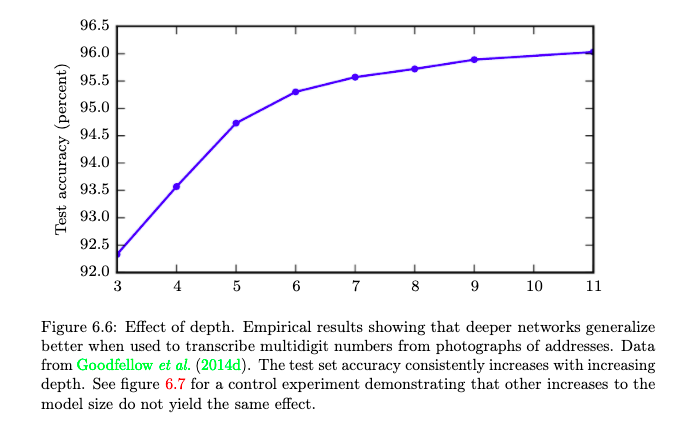 96.5
96.0
95.5
95.0
94.5
94.0
93.5
93.0
92.5
92.0
Test accuracy (percent)
3 4 5 6 7 8 9 10 11
Figure 6.6: Effect of depth. Empirical results showing that deeper networks generalize
better when used to transcribe multidigit numbers from photographs of addresses. Data
from Goodfellow et al. (2014d). The test set accuracy consistently increases with increasing
depth. See figure 6.7 for a control experiment demonstrating that other increases to the
model size do not yield the same effect.